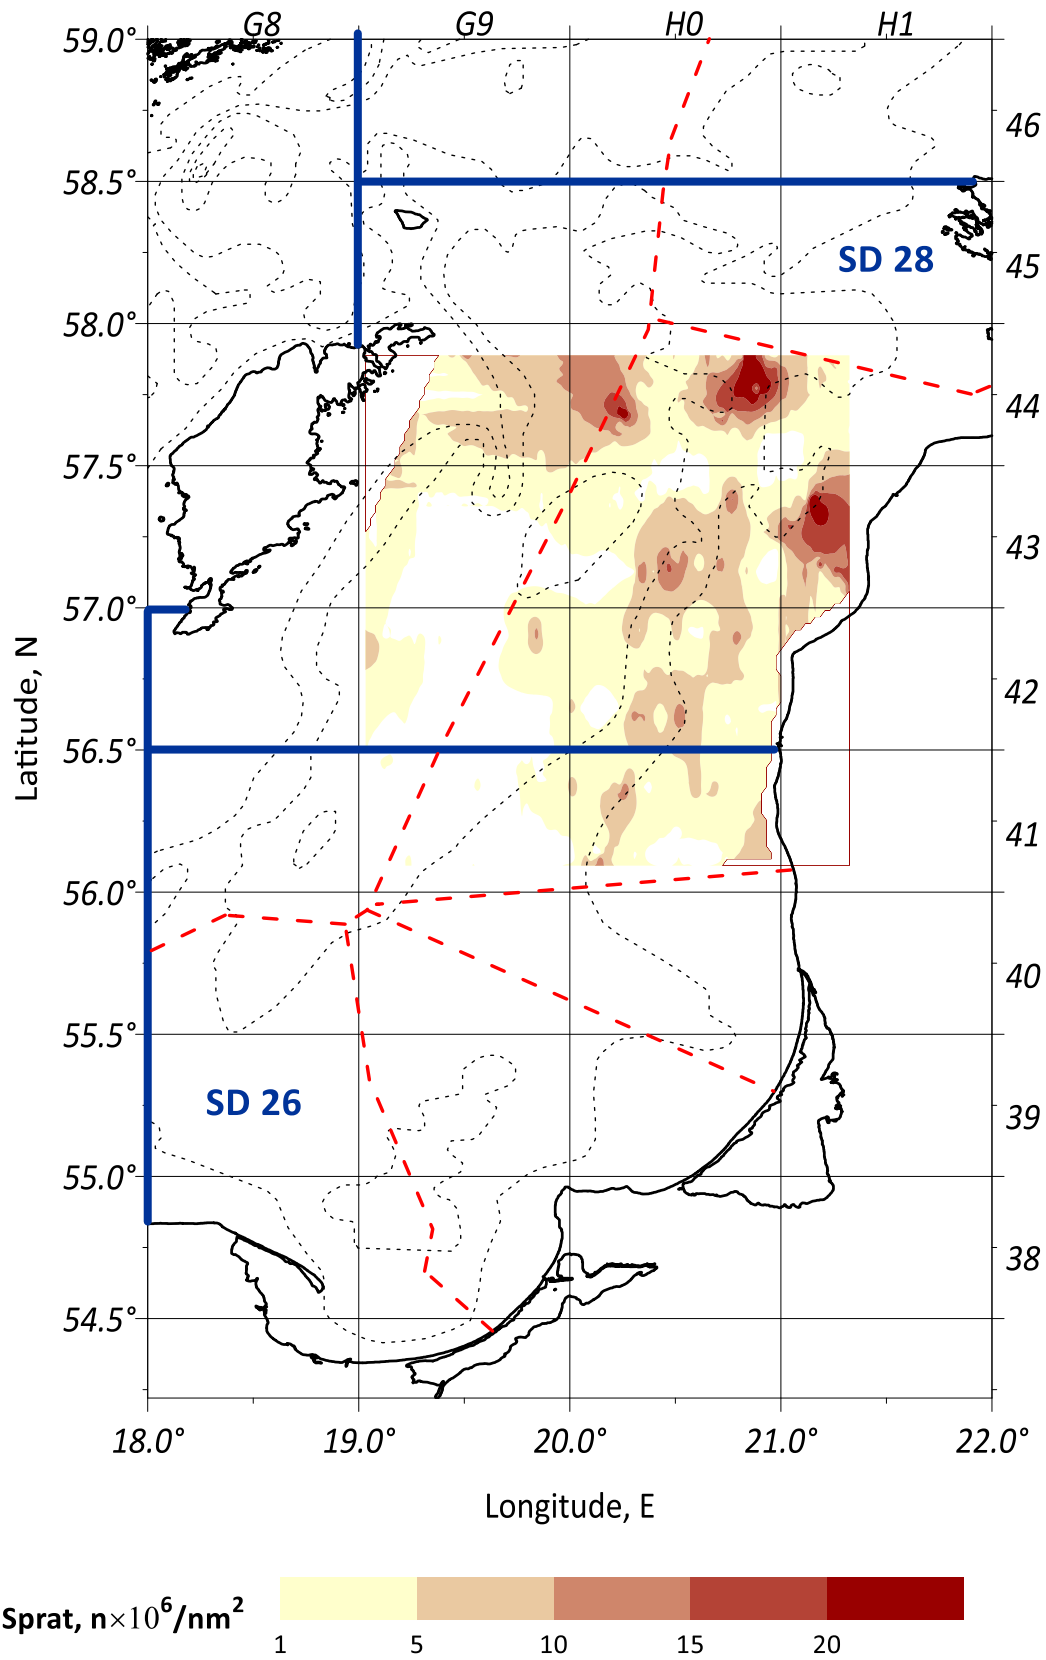 G8 G9 H0 H1
59.0°
46
58.5°
SD 28
45
58.0°
44
57.5°
43
57.0°
42
56.5°
41
56.0°
40
55.5°
SD 26
39
55.0°
38
54.5°
Latitude, N
18.0° 19.0° 20.0° 21.0° 22.0°
Longitude, E
Sprat, n×10⁶/nm²
1 5 10 15 20